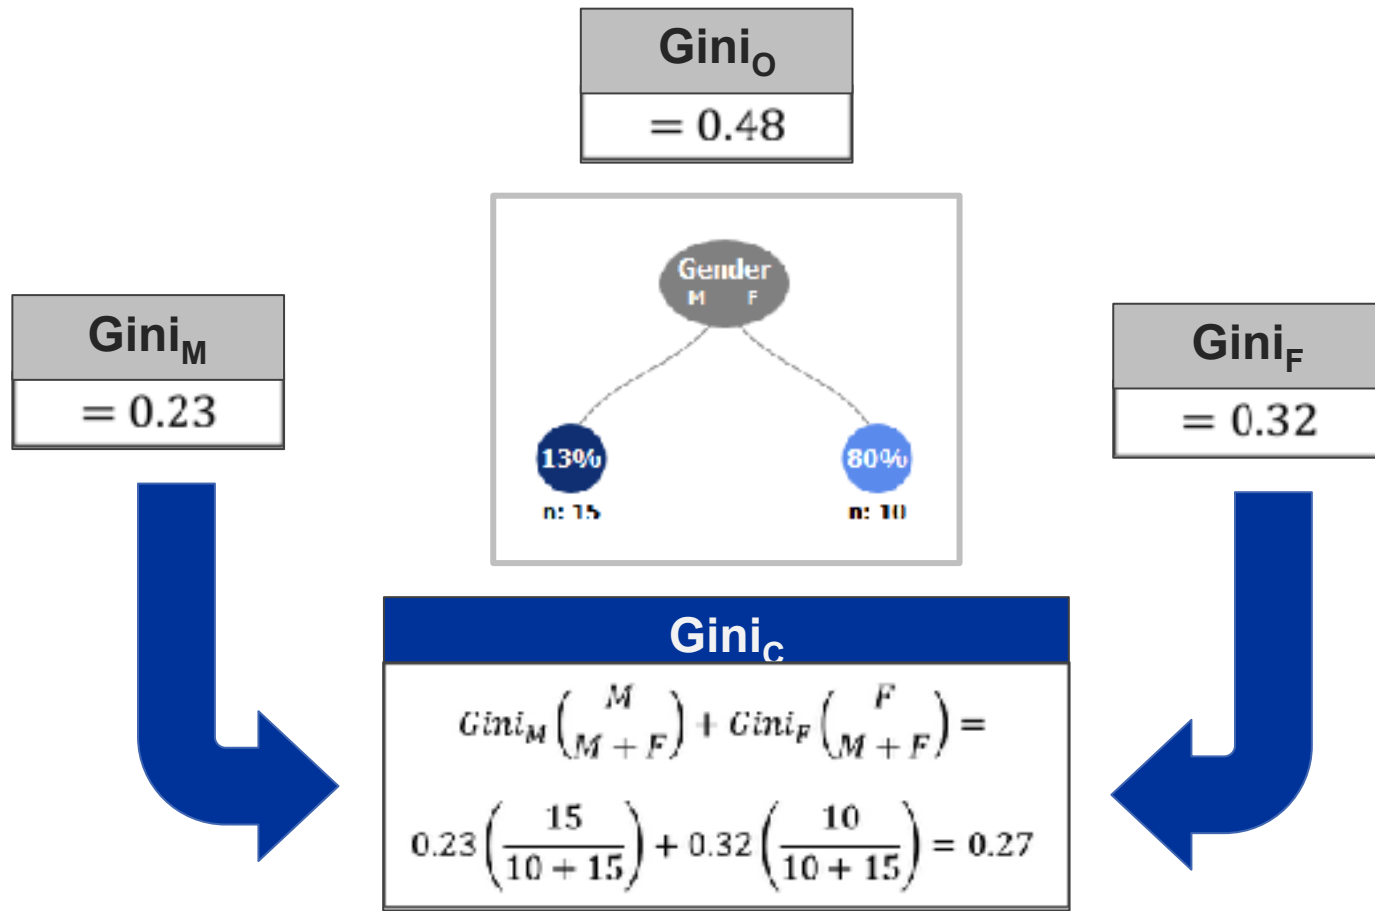 Gini_O
= 0.48
Gender
M F
Gini_M
= 0.23
Gini_F
= 0.32
13% 80%
n: 15 n: 10
Gini_C
Gini_M (M / M + F) + Gini_F (F / M + F) =
0.23 (15 / 10 + 15) + 0.32 (10 / 10 + 15) = 0.27